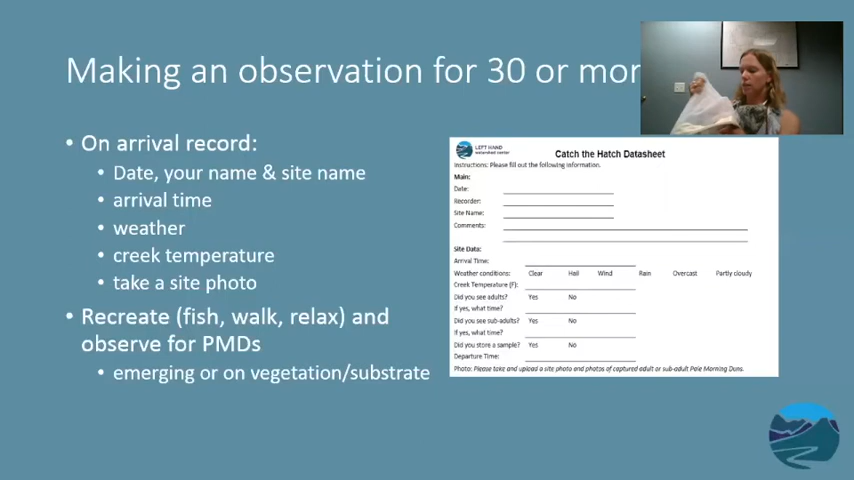 Making an observation for 30 or mor
• On arrival record:
• Date, your name & site name
• arrival time
• weather
• creek temperature
• take a site photo
• Recreate (fish, walk, relax) and
observe for PMDs
• emerging or on vegetation/substrate
LEFT HAND
watershed center
Catch the Hatch Datasheet
Instructions: Please fill out the following information.
Main:
Date:
Recorder:
Site Name:
Comments:
Site Data:
Arrival Time:
Weather conditions: Clear Hail Wind Rain Overcast Partly cloudy
Creek Temperature (F):
Did you see adults? Yes No
If yes, what time?
Did you see sub-adults? Yes No
If yes, what time?
Did you store a sample? Yes No
Departure Time:
Photo: Please take and upload a site photo and photos of captured adult or sub-adult Pale Morning Duns.